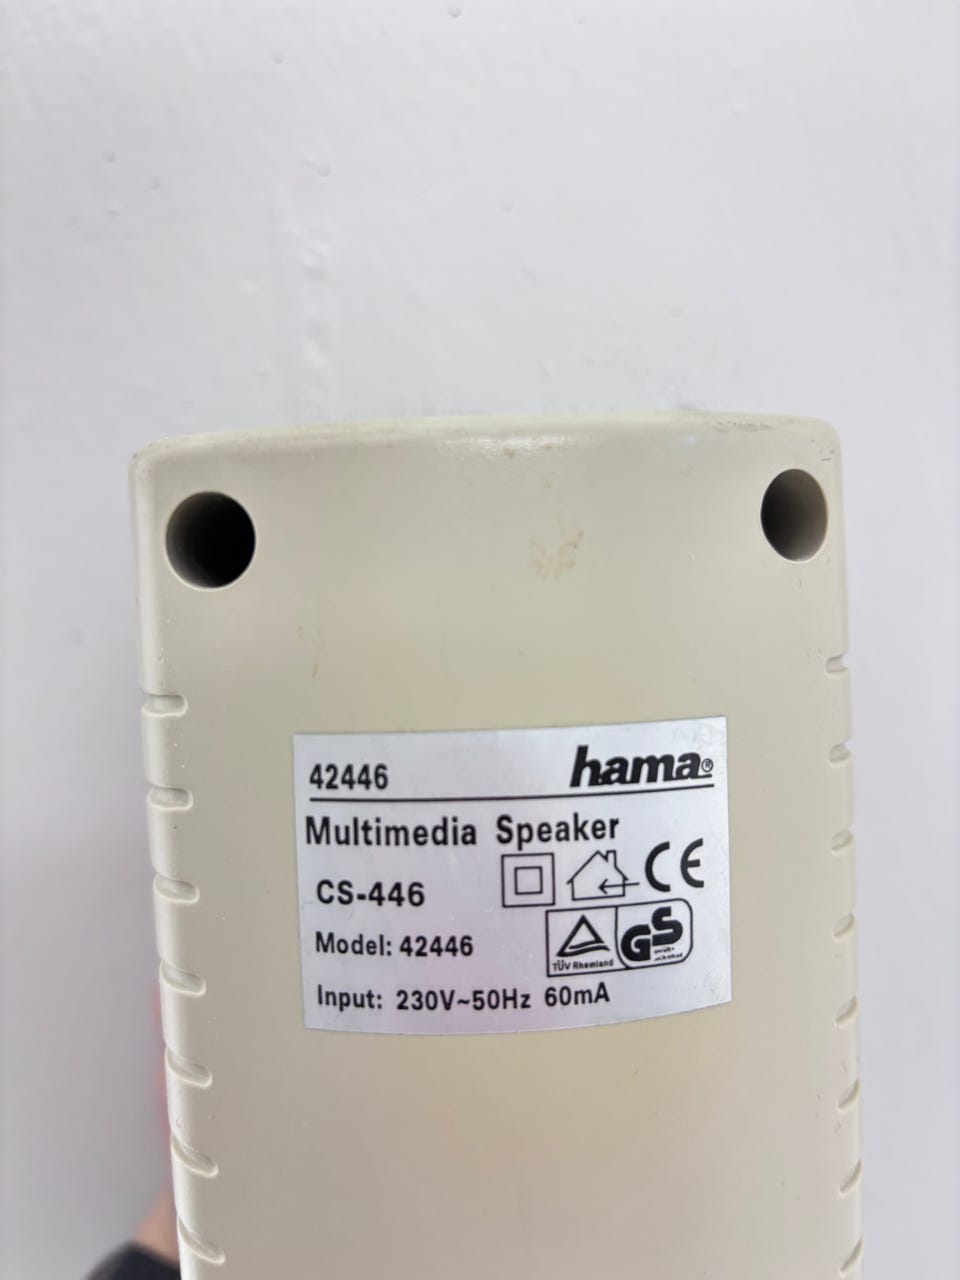 42446 hama®
Multimedia Speaker
CS-446 CE
Model: 42446
TÜV Rheinland GS
Input: 230V~50Hz 60mA